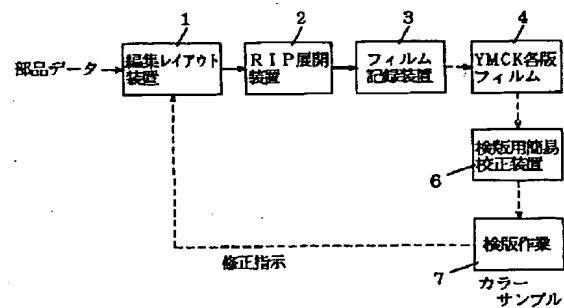 1
2
3
4
部品データ
編集レイアウト
装置
RIP展開
装置
フィルム
記録装置
YMCK各版
フィルム
検版用簡易
校正装置
6
検版作業
7
修正指示
カラー
サンプル